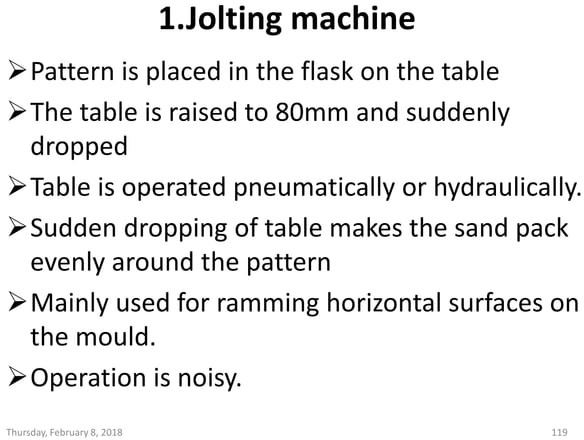 1.Jolting machine
➢Pattern is placed in the flask on the table
➢The table is raised to 80mm and suddenly
dropped
➢Table is operated pneumatically or hydraulically.
➢Sudden dropping of table makes the sand pack
evenly around the pattern
➢Mainly used for ramming horizontal surfaces on
the mould.
➢Operation is noisy.
Thursday, February 8, 2018 119